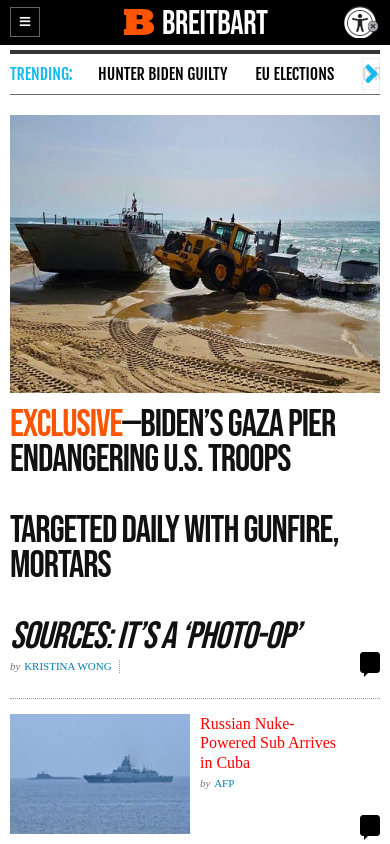 BREITBART
TRENDING: HUNTER BIDEN GUILTY EU ELECTIONS
EXCLUSIVE—BIDEN’S GAZA PIER
ENDANGERING U.S. TROOPS
TARGETED DAILY WITH GUNFIRE,
MORTARS
SOURCES: IT’S A ‘PHOTO-OP’
by KRISTINA WONG
Russian Nuke-
Powered Sub Arrives
in Cuba
by AFP